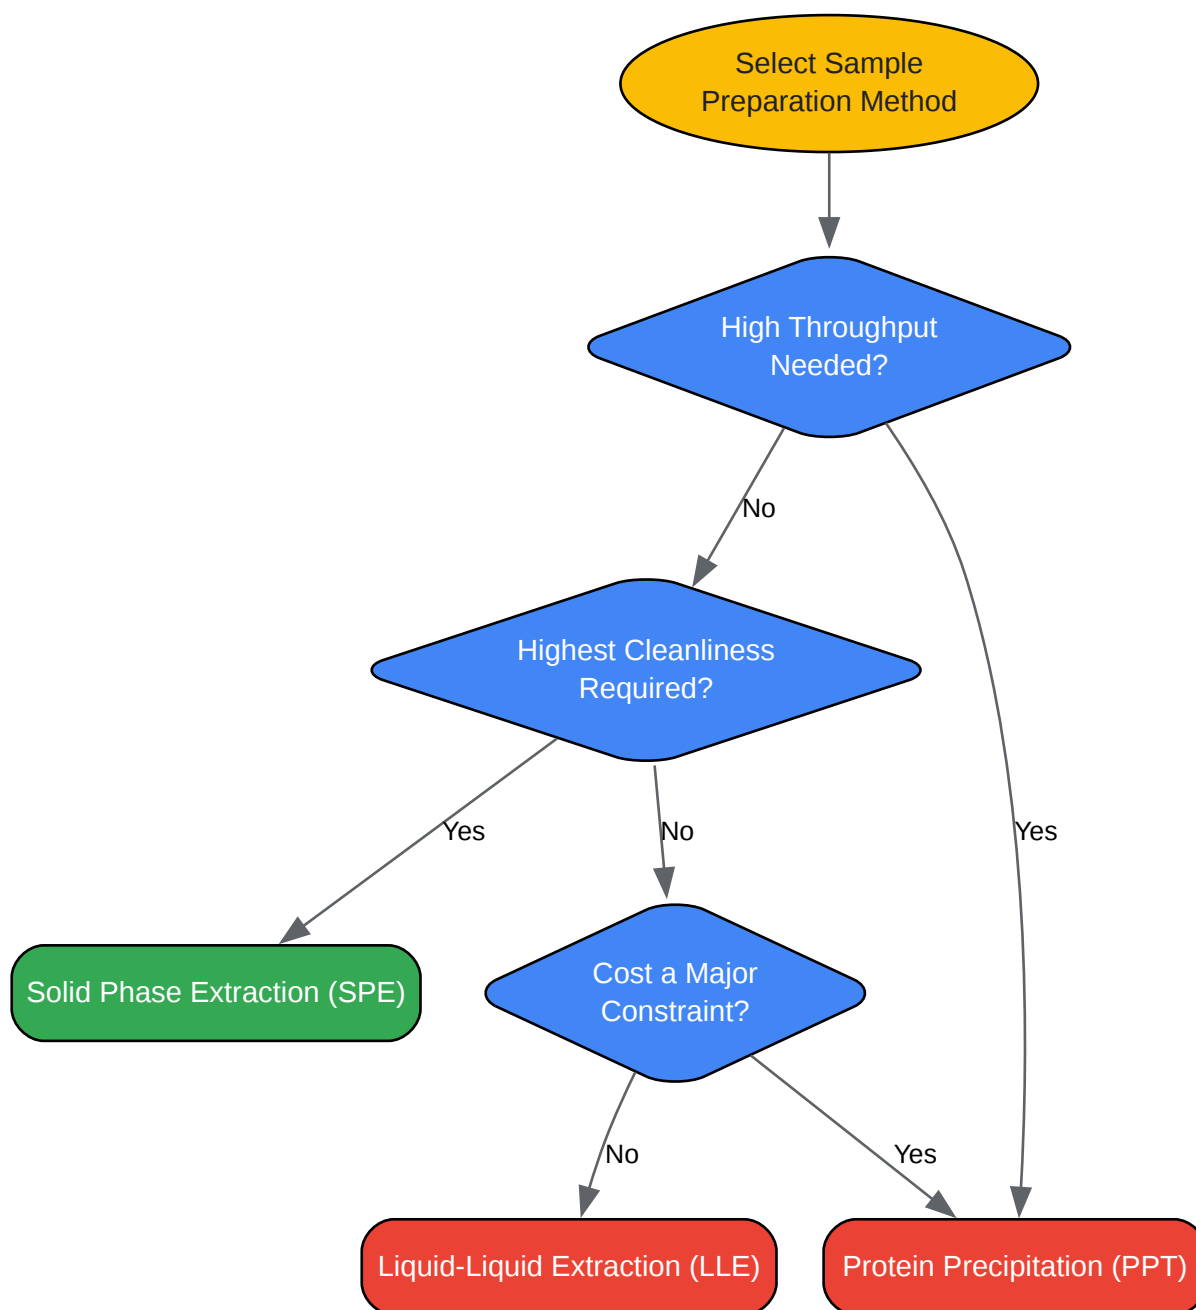 Select Sample
Preparation Method
High Throughput
Needed?
No
Highest Cleanliness
Required?
Yes
No
Yes
Solid Phase Extraction (SPE)
Cost a Major
Constraint?
No
Yes
Liquid-Liquid Extraction (LLE)
Protein Precipitation (PPT)